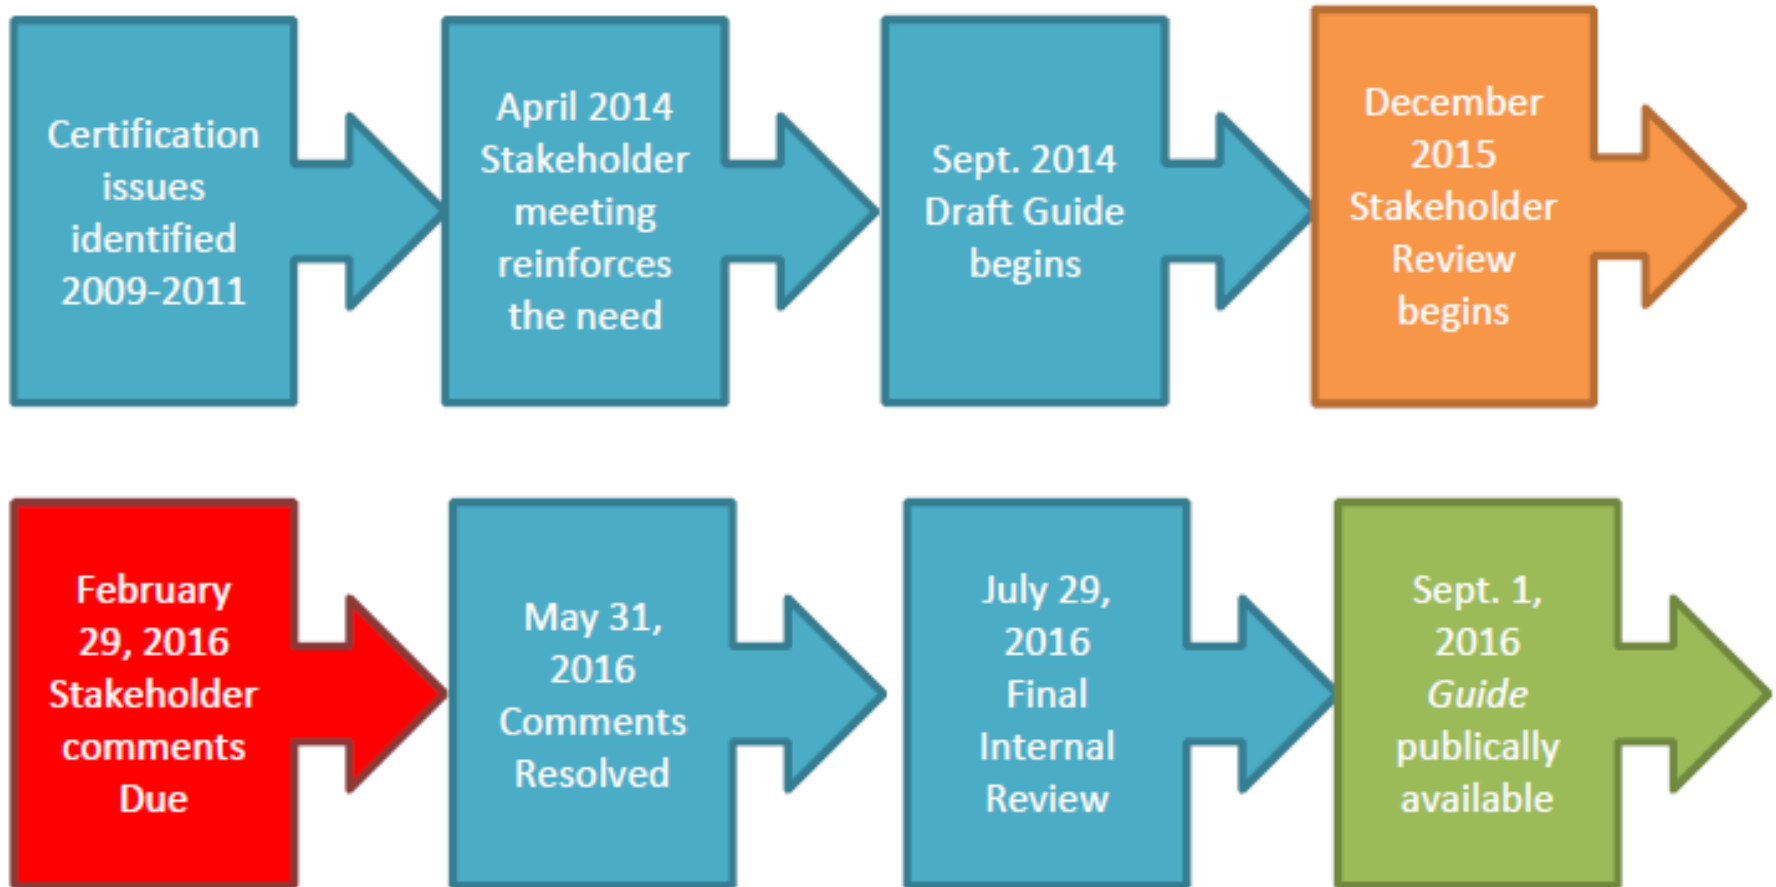 Certification
issues
identified
2009-2011
April 2014
Stakeholder
meeting
reinforces
the need
Sept. 2014
Draft Guide
begins
December
2015
Stakeholder
Review
begins
February
29, 2016
Stakeholder
comments
Due
May 31,
2016
Comments
Resolved
July 29,
2016
Final
Internal
Review
Sept. 1,
2016
Guide
publically
available